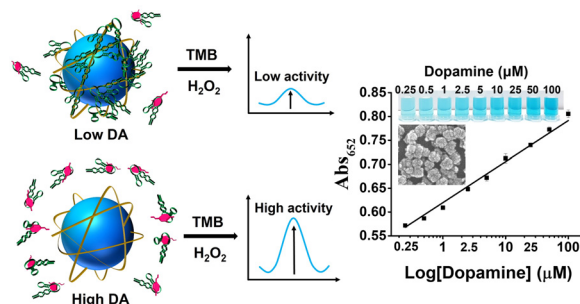 TMB
H₂O₂
Low activity
Low DA
TMB
H₂O₂
High activity
High DA
Dopamine (µM)
0.25 0.5 1 2.5 5 10 25 50 100
0.85
0.80
0.75
0.70
0.65
0.60
0.55
Abs₆₅₂
0.25 1 2.5 10 25 100
Log[Dopamine] (µM)